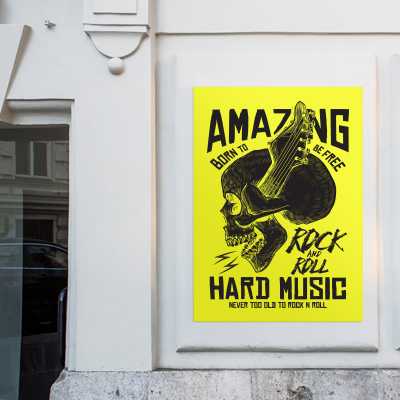 AMAZING
BORN TO BE FREE
ROCK
AND
ROLL
HARD MUSIC
NEVER TOO OLD TO ROCK N ROLL